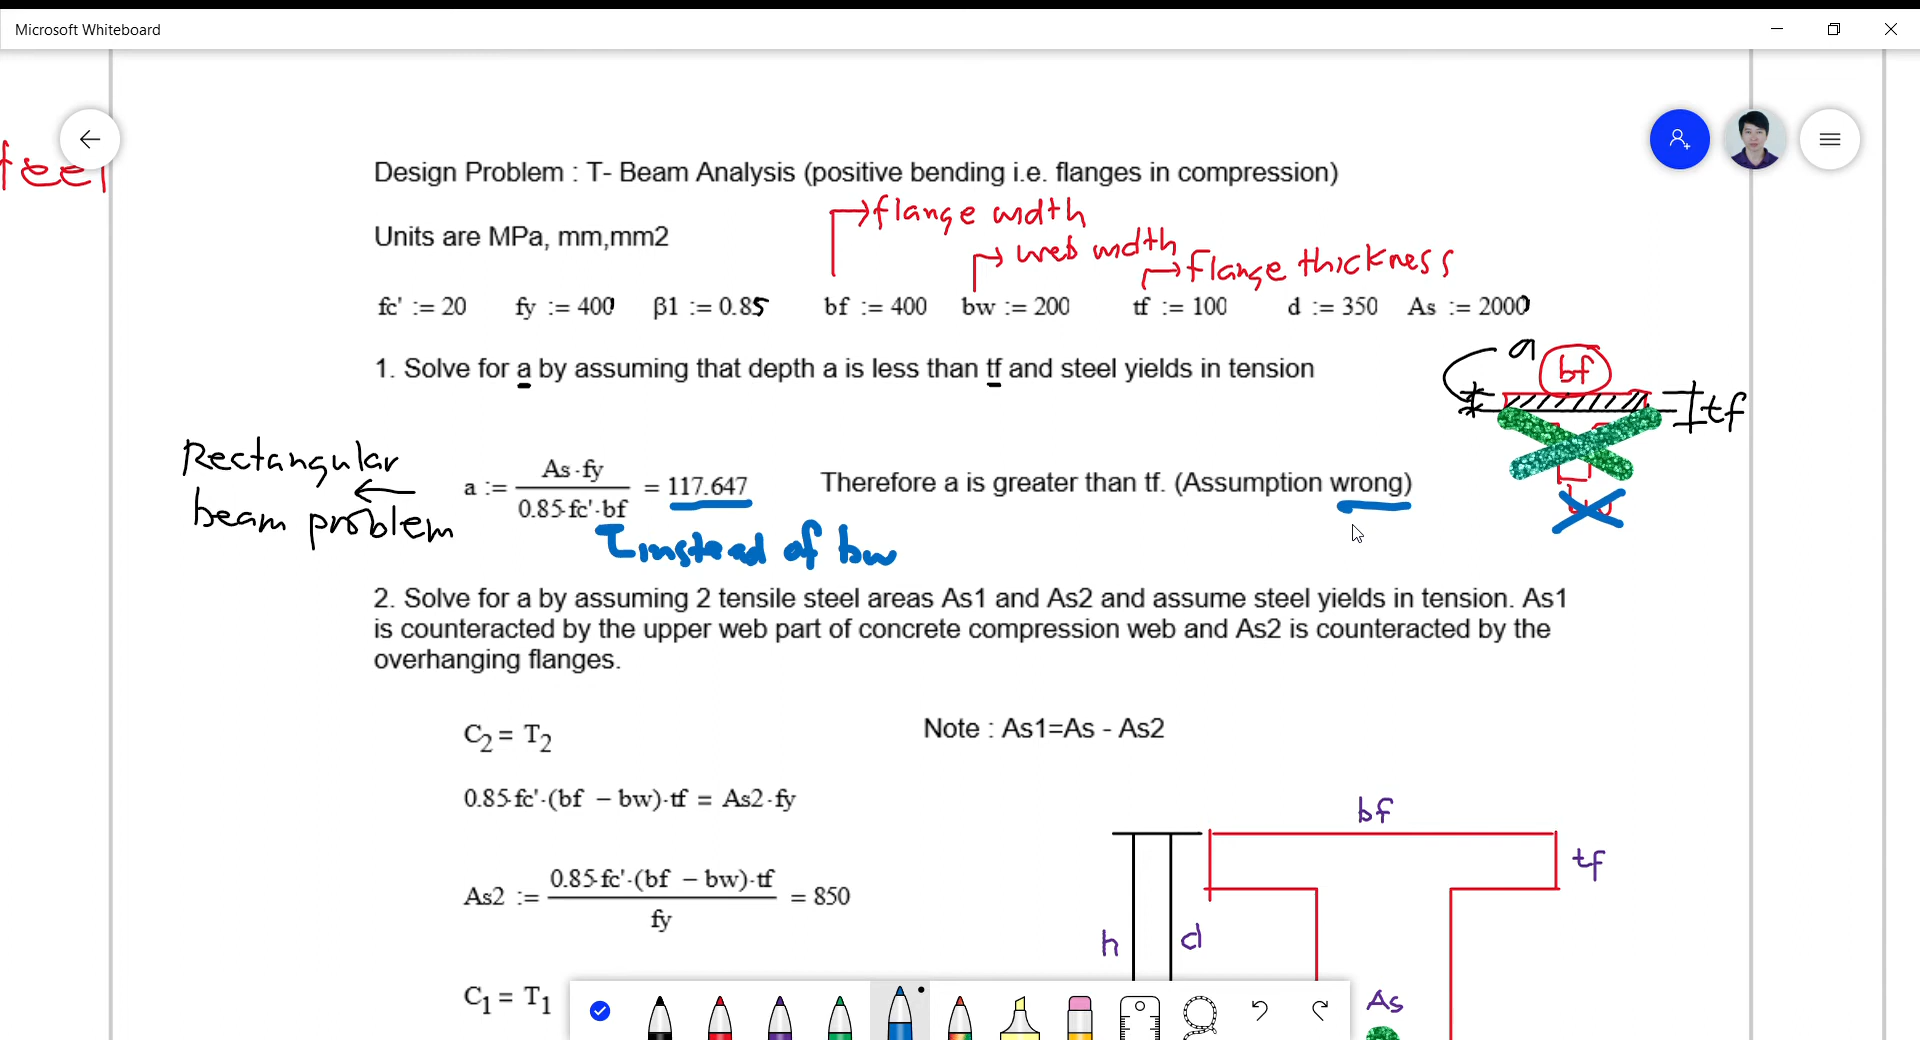 Microsoft Whiteboard
feel
Design Problem : T- Beam Analysis (positive bending i.e. flanges in compression)
flange width
Units are MPa, mm,mm2
web width
flange thickness
fc' := 20 fy := 400 β1 := 0.85 bf := 400 bw := 200 tf := 100 d := 350 As := 2000
1. Solve for a by assuming that depth a is less than tf and steel yields in tension
a
bf
tf
Rectangular
beam problem
a := As·fy / 0.85·fc'·bf = 117.647 Therefore a is greater than tf. (Assumption wrong)
instead of bw
2. Solve for a by assuming 2 tensile steel areas As1 and As2 and assume steel yields in tension. As1
is counteracted by the upper web part of concrete compression web and As2 is counteracted by the
overhanging flanges.
C2 = T2 Note : As1=As - As2
0.85·fc'·(bf − bw)·tf = As2·fy
bf
tf
As2 := 0.85·fc'·(bf − bw)·tf / fy = 850
h d
C1 = T1
As